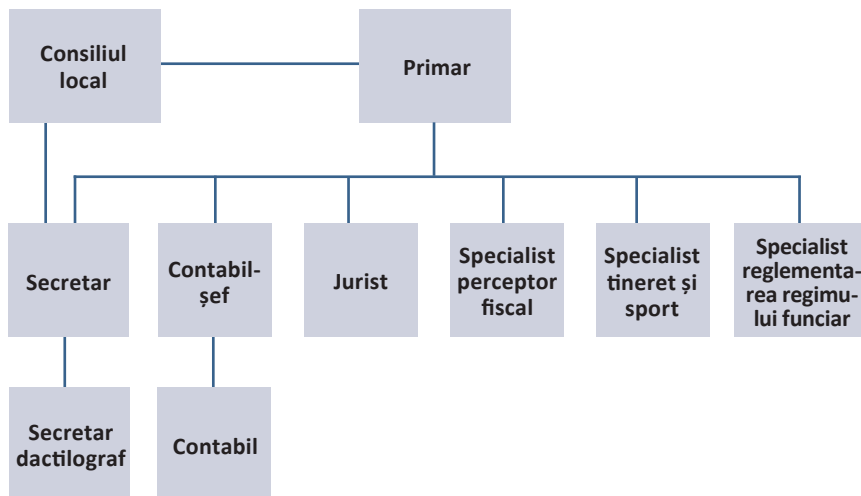 Consiliul
local
Primar
Secretar
Contabil-
șef
Jurist
Specialist
perceptor
fiscal
Specialist
tineret și
sport
Specialist
reglementa-
rea regimu-
lui funciar
Secretar
dactilograf
Contabil